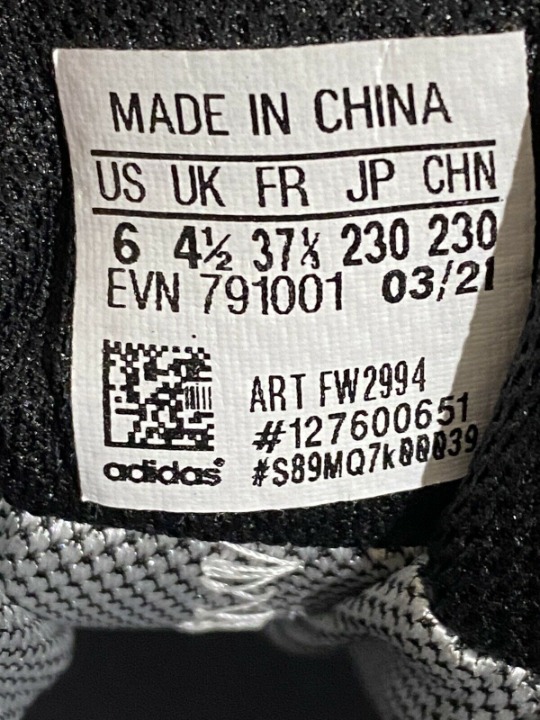 MADE IN CHINA
US UK FR JP CHN
6 4½ 37⅓ 230 230
EVN 791001 03/21
ART FW2994
#127600651
#S89MQ7k00039
adidas